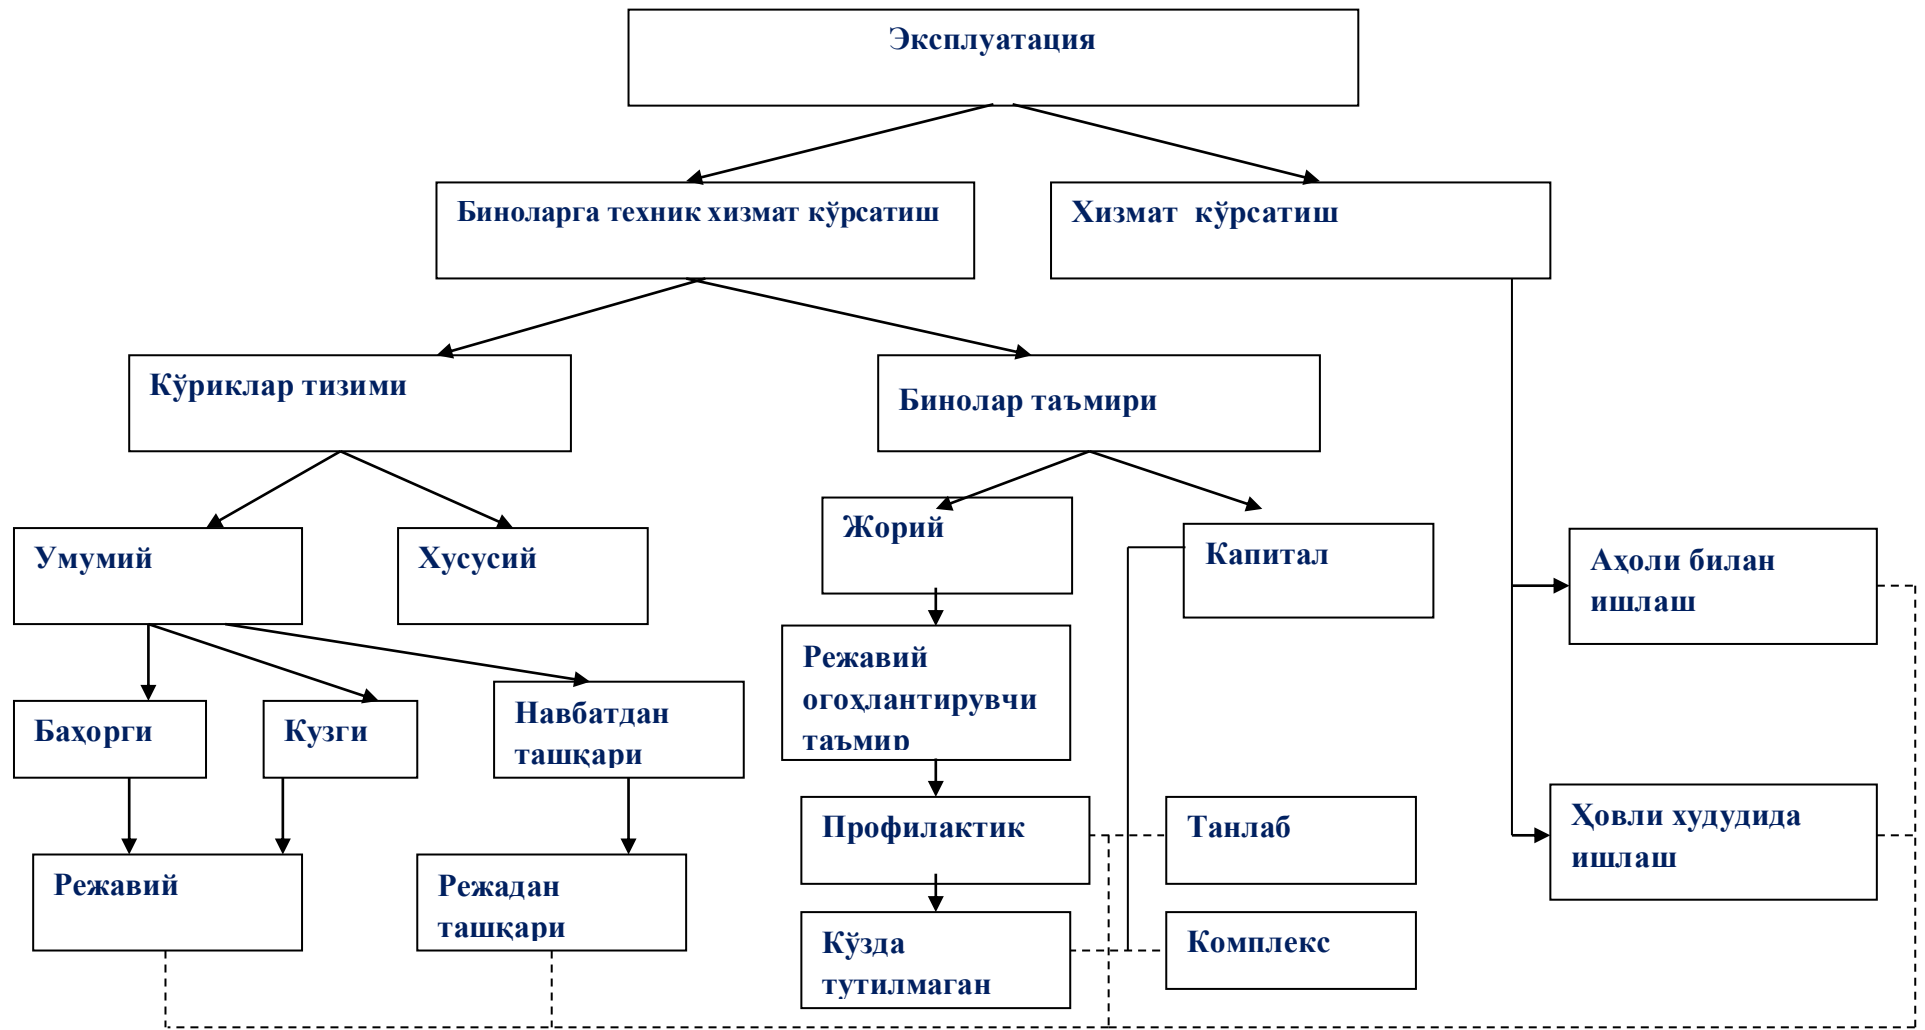 Эксплуатация
Биноларга техник хизмат кўрсатиш
Хизмат кўрсатиш
Кўриклар тизими
Бинолар таъмири
Умумий
Хусусий
Жорий
Капитал
Аҳоли билан
ишлаш
Режавий
огоҳлантирувчи
таъмир
Баҳорги
Кузги
Навбатдан
ташқари
Профилактик
Танлаб
Ҳовли худудида
ишлаш
Режавий
Режадан
ташқари
Кўзда
тутилмаган
Комплекс